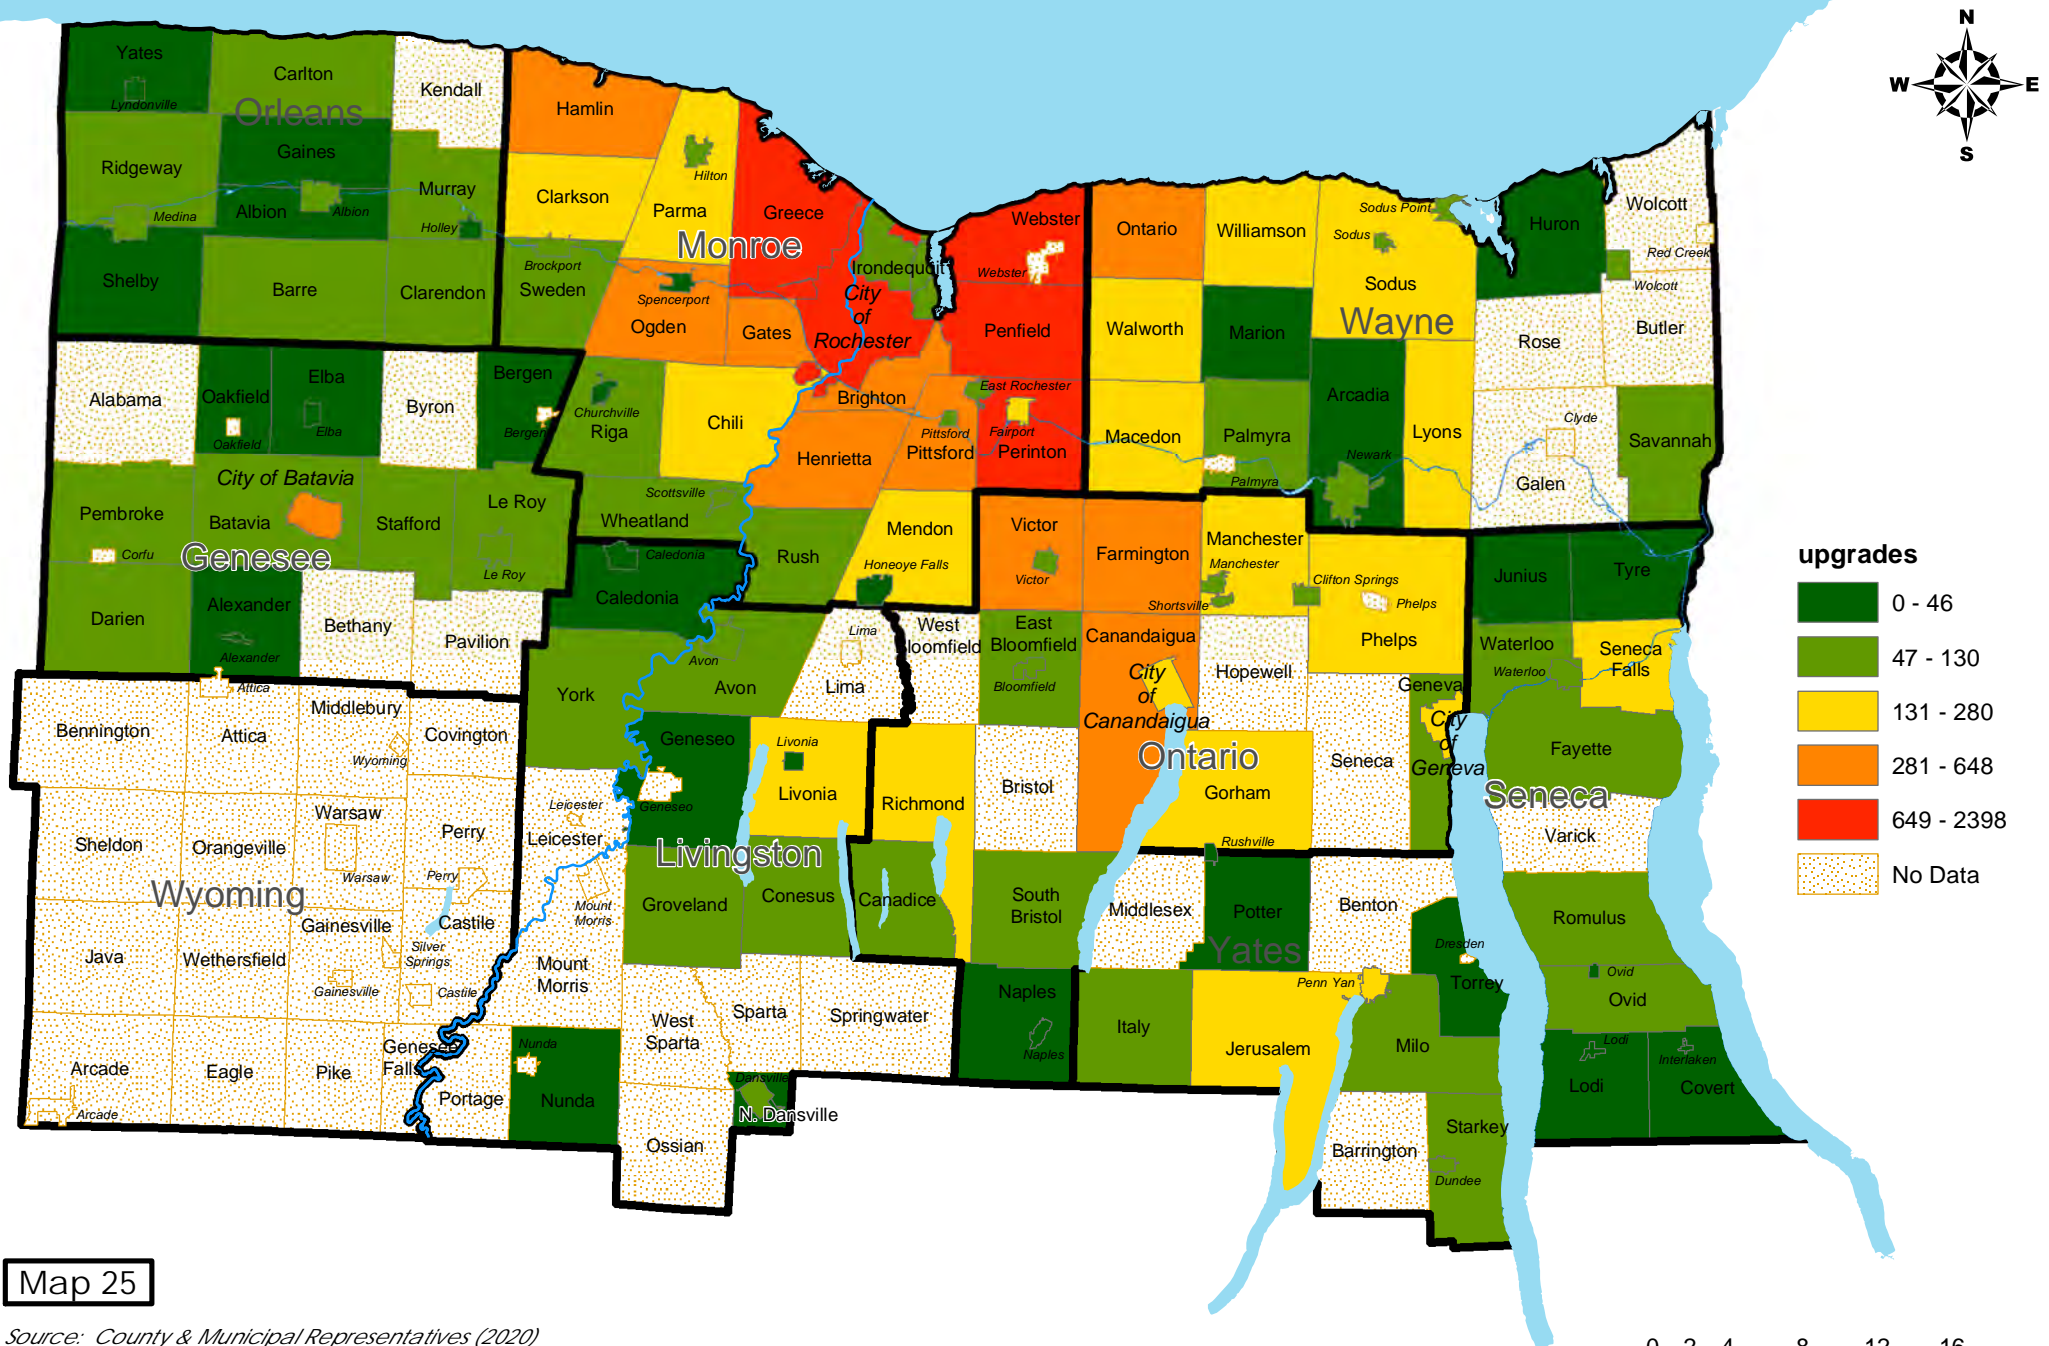 N
W E
S
Yates
Lyndonville
Carlton
Kendall
Orleans
Ridgeway
Gaines
Murray
Medina
Albion
Albion
Holley
Shelby
Barre
Clarendon
Hamlin
Clarkson
Hilton
Parma
Greece
Monroe
Brockport
Sweden
Spencerport
Ogden
Gates
Irondequoit
City
of
Rochester
Webster
Webster
Penfield
Brighton
East Rochester
Churchville
Riga
Chili
Henrietta
Pittsford
Pittsford
Fairport
Perinton
Scottsville
Wheatland
Rush
Mendon
Honeoye Falls
Ontario
Williamson
Sodus Point
Sodus
Sodus
Huron
Wolcott
Red Creek
Wolcott
Walworth
Marion
Wayne
Rose
Butler
Macedon
Palmyra
Palmyra
Arcadia
Newark
Lyons
Clyde
Galen
Savannah
Alabama
Oakfield
Oakfield
Elba
Elba
Byron
Bergen
Bergen
City of Batavia
Pembroke
Batavia
Stafford
Le Roy
Le Roy
Corfu
Genesee
Darien
Alexander
Alexander
Bethany
Pavilion
Bennington
Attica
Attica
Middlebury
Wyoming
Covington
Sheldon
Orangeville
Warsaw
Warsaw
Perry
Perry
Wyoming
Java
Wethersfield
Gainesville
Gainesville
Silver
Springs
Castile
Castile
Arcade
Arcade
Eagle
Pike
Genesee
Falls
Caledonia
Caledonia
York
Avon
Avon
Lima
Lima
Geneseo
Geneseo
Livonia
Livonia
Leicester
Leicester
Livingston
Mount
Morris
Mount
Morris
Groveland
Conesus
West
Sparta
Sparta
Springwater
Portage
Nunda
Nunda
Dansville
N. Dansville
Ossian
Victor
Victor
Farmington
Manchester
Manchester
Shortsville
Clifton Springs
Phelps
Phelps
West
Bloomfield
East
Bloomfield
Bloomfield
Canandaigua
City
of
Canandaigua
Hopewell
Geneva
City
of
Geneva
Ontario
Richmond
Bristol
Gorham
Seneca
Rushville
Canadice
South
Bristol
Naples
Naples
Junius
Tyre
Waterloo
Waterloo
Seneca
Falls
Fayette
Seneca
Varick
Romulus
Ovid
Ovid
Lodi
Lodi
Interlaken
Covert
Middlesex
Potter
Benton
Yates
Dresden
Torrey
Italy
Jerusalem
Penn Yan
Milo
Barrington
Starkey
Dundee
upgrades
0 - 46
47 - 130
131 - 280
281 - 648
649 - 2398
No Data
Map 25
Source: County & Municipal Representatives (2020)
0 2 4 8 12 16